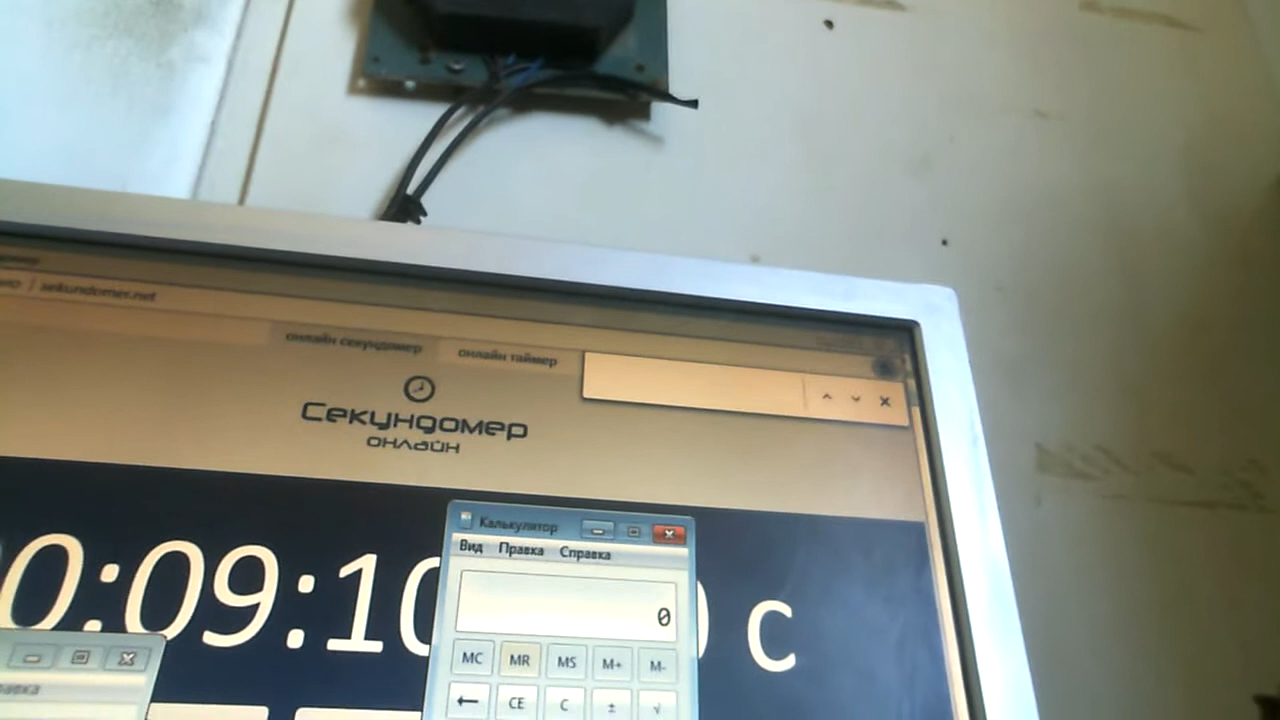 sekundomer.net
онлайн секундомер онлайн таймер
Секундомер
онлайн
Калькулятор
Вид Правка Справка
0:09:10 0 с
0
MC MR MS M+ M-
← CE C ± √